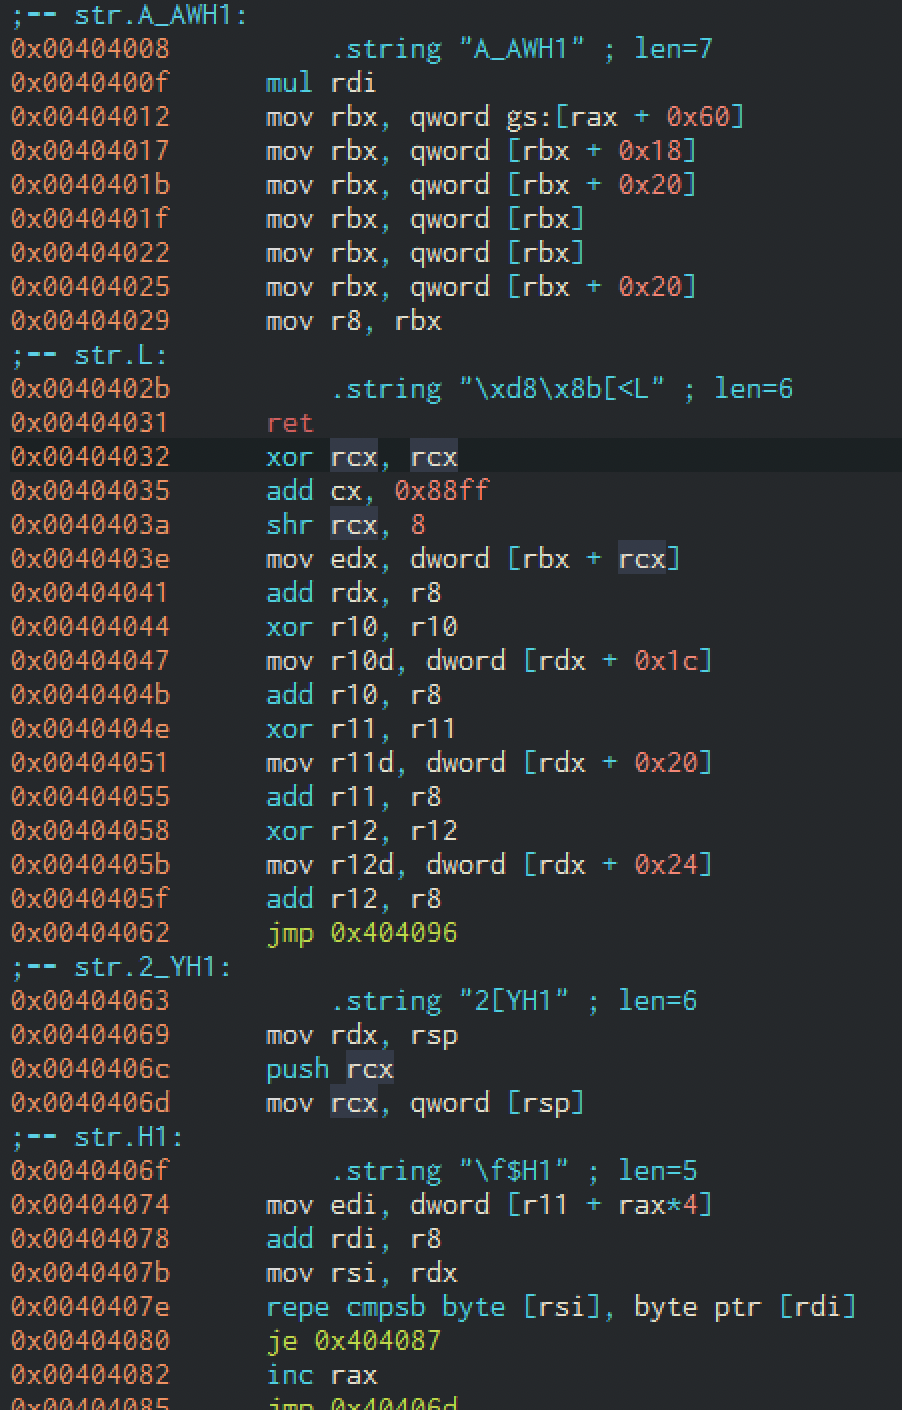 ;-- str.A_AWH1:
0x00404008 .string "A_AWH1" ; len=7
0x0040400f mul rdi
0x00404012 mov rbx, qword gs:[rax + 0x60]
0x00404017 mov rbx, qword [rbx + 0x18]
0x0040401b mov rbx, qword [rbx + 0x20]
0x0040401f mov rbx, qword [rbx]
0x00404022 mov rbx, qword [rbx]
0x00404025 mov rbx, qword [rbx + 0x20]
0x00404029 mov r8, rbx
;-- str.L:
0x0040402b .string "\xd8\x8b[<L" ; len=6
0x00404031 ret
0x00404032 xor rcx, rcx
0x00404035 add cx, 0x88ff
0x0040403a shr rcx, 8
0x0040403e mov edx, dword [rbx + rcx]
0x00404041 add rdx, r8
0x00404044 xor r10, r10
0x00404047 mov r10d, dword [rdx + 0x1c]
0x0040404b add r10, r8
0x0040404e xor r11, r11
0x00404051 mov r11d, dword [rdx + 0x20]
0x00404055 add r11, r8
0x00404058 xor r12, r12
0x0040405b mov r12d, dword [rdx + 0x24]
0x0040405f add r12, r8
0x00404062 jmp 0x404096
;-- str.2_YH1:
0x00404063 .string "2[YH1" ; len=6
0x00404069 mov rdx, rsp
0x0040406c push rcx
0x0040406d mov rcx, qword [rsp]
;-- str.H1:
0x0040406f .string "\f$H1" ; len=5
0x00404074 mov edi, dword [r11 + rax*4]
0x00404078 add rdi, r8
0x0040407b mov rsi, rdx
0x0040407e repe cmpsb byte [rsi], byte ptr [rdi]
0x00404080 je 0x404087
0x00404082 inc rax
0x00404085 jmp 0x40406d